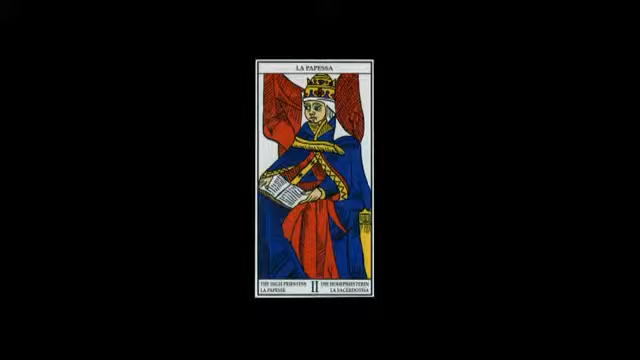 LA PAPESSA
THE HIGH PRIESTESS
LA PAPESSE
II
DIE HOHEPRIESTERIN
LA SACERDOTISA